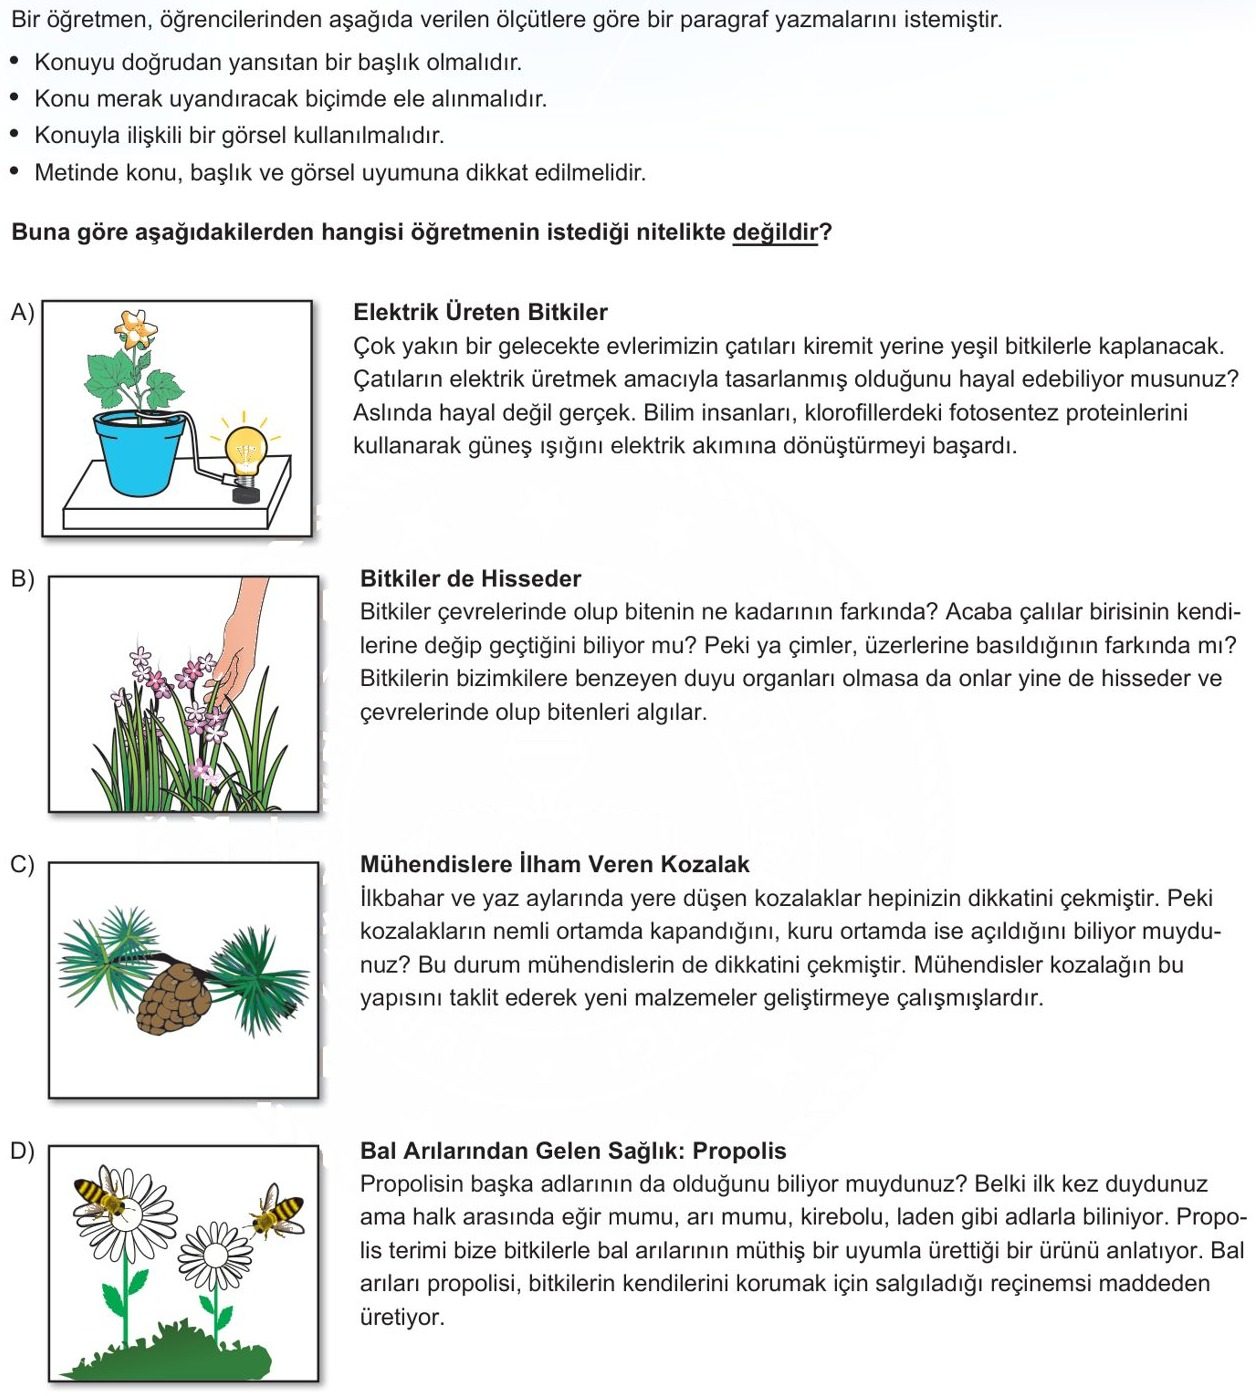 Bir öğretmen, öğrencilerinden aşağıda verilen ölçütlere göre bir paragraf yazmalarını istemiştir.
• Konuyu doğrudan yansıtan bir başlık olmalıdır.
• Konu merak uyandıracak biçimde ele alınmalıdır.
• Konuyla ilişkili bir görsel kullanılmalıdır.
• Metinde konu, başlık ve görsel uyumuna dikkat edilmelidir.
Buna göre aşağıdakilerden hangisi öğretmenin istediği nitelikte değildir?
A)
Elektrik Üreten Bitkiler
Çok yakın bir gelecekte evlerimizin çatıları kiremit yerine yeşil bitkilerle kaplanacak.
Çatıların elektrik üretmek amacıyla tasarlanmış olduğunu hayal edebiliyor musunuz?
Aslında hayal değil gerçek. Bilim insanları, klorofillerdeki fotosentez proteinlerini
kullanarak güneş ışığını elektrik akımına dönüştürmeyi başardı.
B)
Bitkiler de Hisseder
Bitkiler çevrelerinde olup bitenin ne kadarının farkında? Acaba çalılar birisinin kendi-
lerine değip geçtiğini biliyor mu? Peki ya çimler, üzerlerine basıldığının farkında mı?
Bitkilerin bizimkilere benzeyen duyu organları olmasa da onlar yine de hisseder ve
çevrelerinde olup bitenleri algılar.
C)
Mühendislere İlham Veren Kozalak
İlkbahar ve yaz aylarında yere düşen kozalaklar hepinizin dikkatini çekmiştir. Peki
kozalakların nemli ortamda kapandığını, kuru ortamda ise açıldığını biliyor muydu-
nuz? Bu durum mühendislerin de dikkatini çekmiştir. Mühendisler kozalağın bu
yapısını taklit ederek yeni malzemeler geliştirmeye çalışmışlardır.
D)
Bal Arılarından Gelen Sağlık: Propolis
Propolisin başka adlarının da olduğunu biliyor muydunuz? Belki ilk kez duydunuz
ama halk arasında eğir mumu, arı mumu, kirebolu, laden gibi adlarla biliniyor. Propo-
lis terimi bize bitkilerle bal arılarının müthiş bir uyumla ürettiği bir ürünü anlatıyor. Bal
arıları propolisi, bitkilerin kendilerini korumak için salgıladığı reçinemsi maddeden
üretiyor.